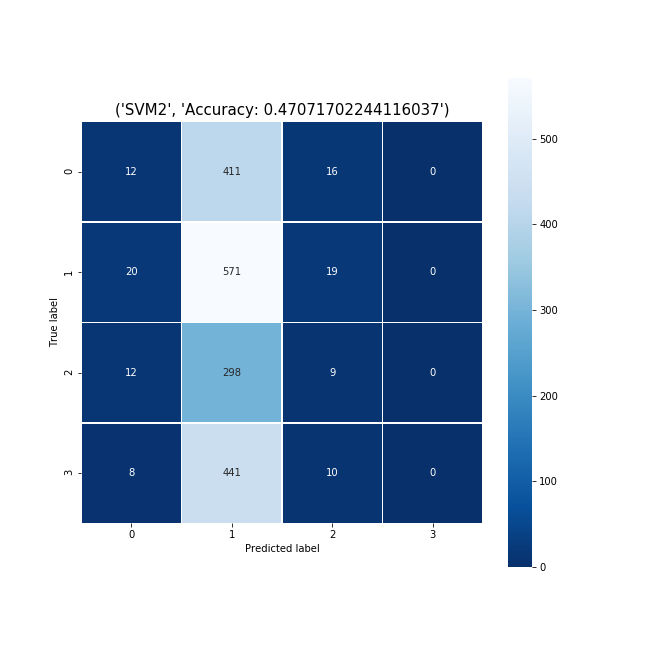 ('SVM2', 'Accuracy: 0.47071702244116037')
0 12 411 16 0
1 20 571 19 0
2 12 298 9 0
3 8 441 10 0
0 1 2 3
True label
Predicted label
500
400
300
200
100
0